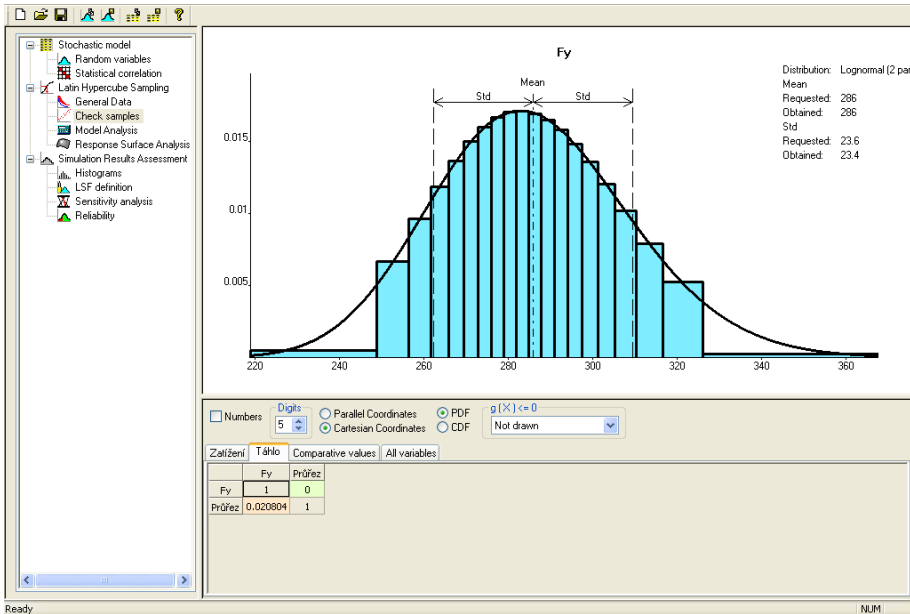 Stochastic model
Random variables
Statistical correlation
Latin Hypercube Sampling
General Data
Check samples
Model Analysis
Response Surface Analysis
Simulation Results Assessment
Histograms
LSF definition
Sensitivity analysis
Reliability
Fy
Distribution: Lognormal (2 par
Mean
Requested: 286
Obtained: 286
Std
Requested: 23.6
Obtained: 23.4
Mean
Std Std
0.015
0.01
0.005
220 240 260 280 300 320 340 360
Numbers
Digits
5
Parallel Coordinates
Cartesian Coordinates
PDF
CDF
g ( X ) <= 0
Not drawn
Zatížení Táhlo Comparative values All variables
Fy Průřez
Fy 1 0
Průřez 0.020804 1
Ready NUM